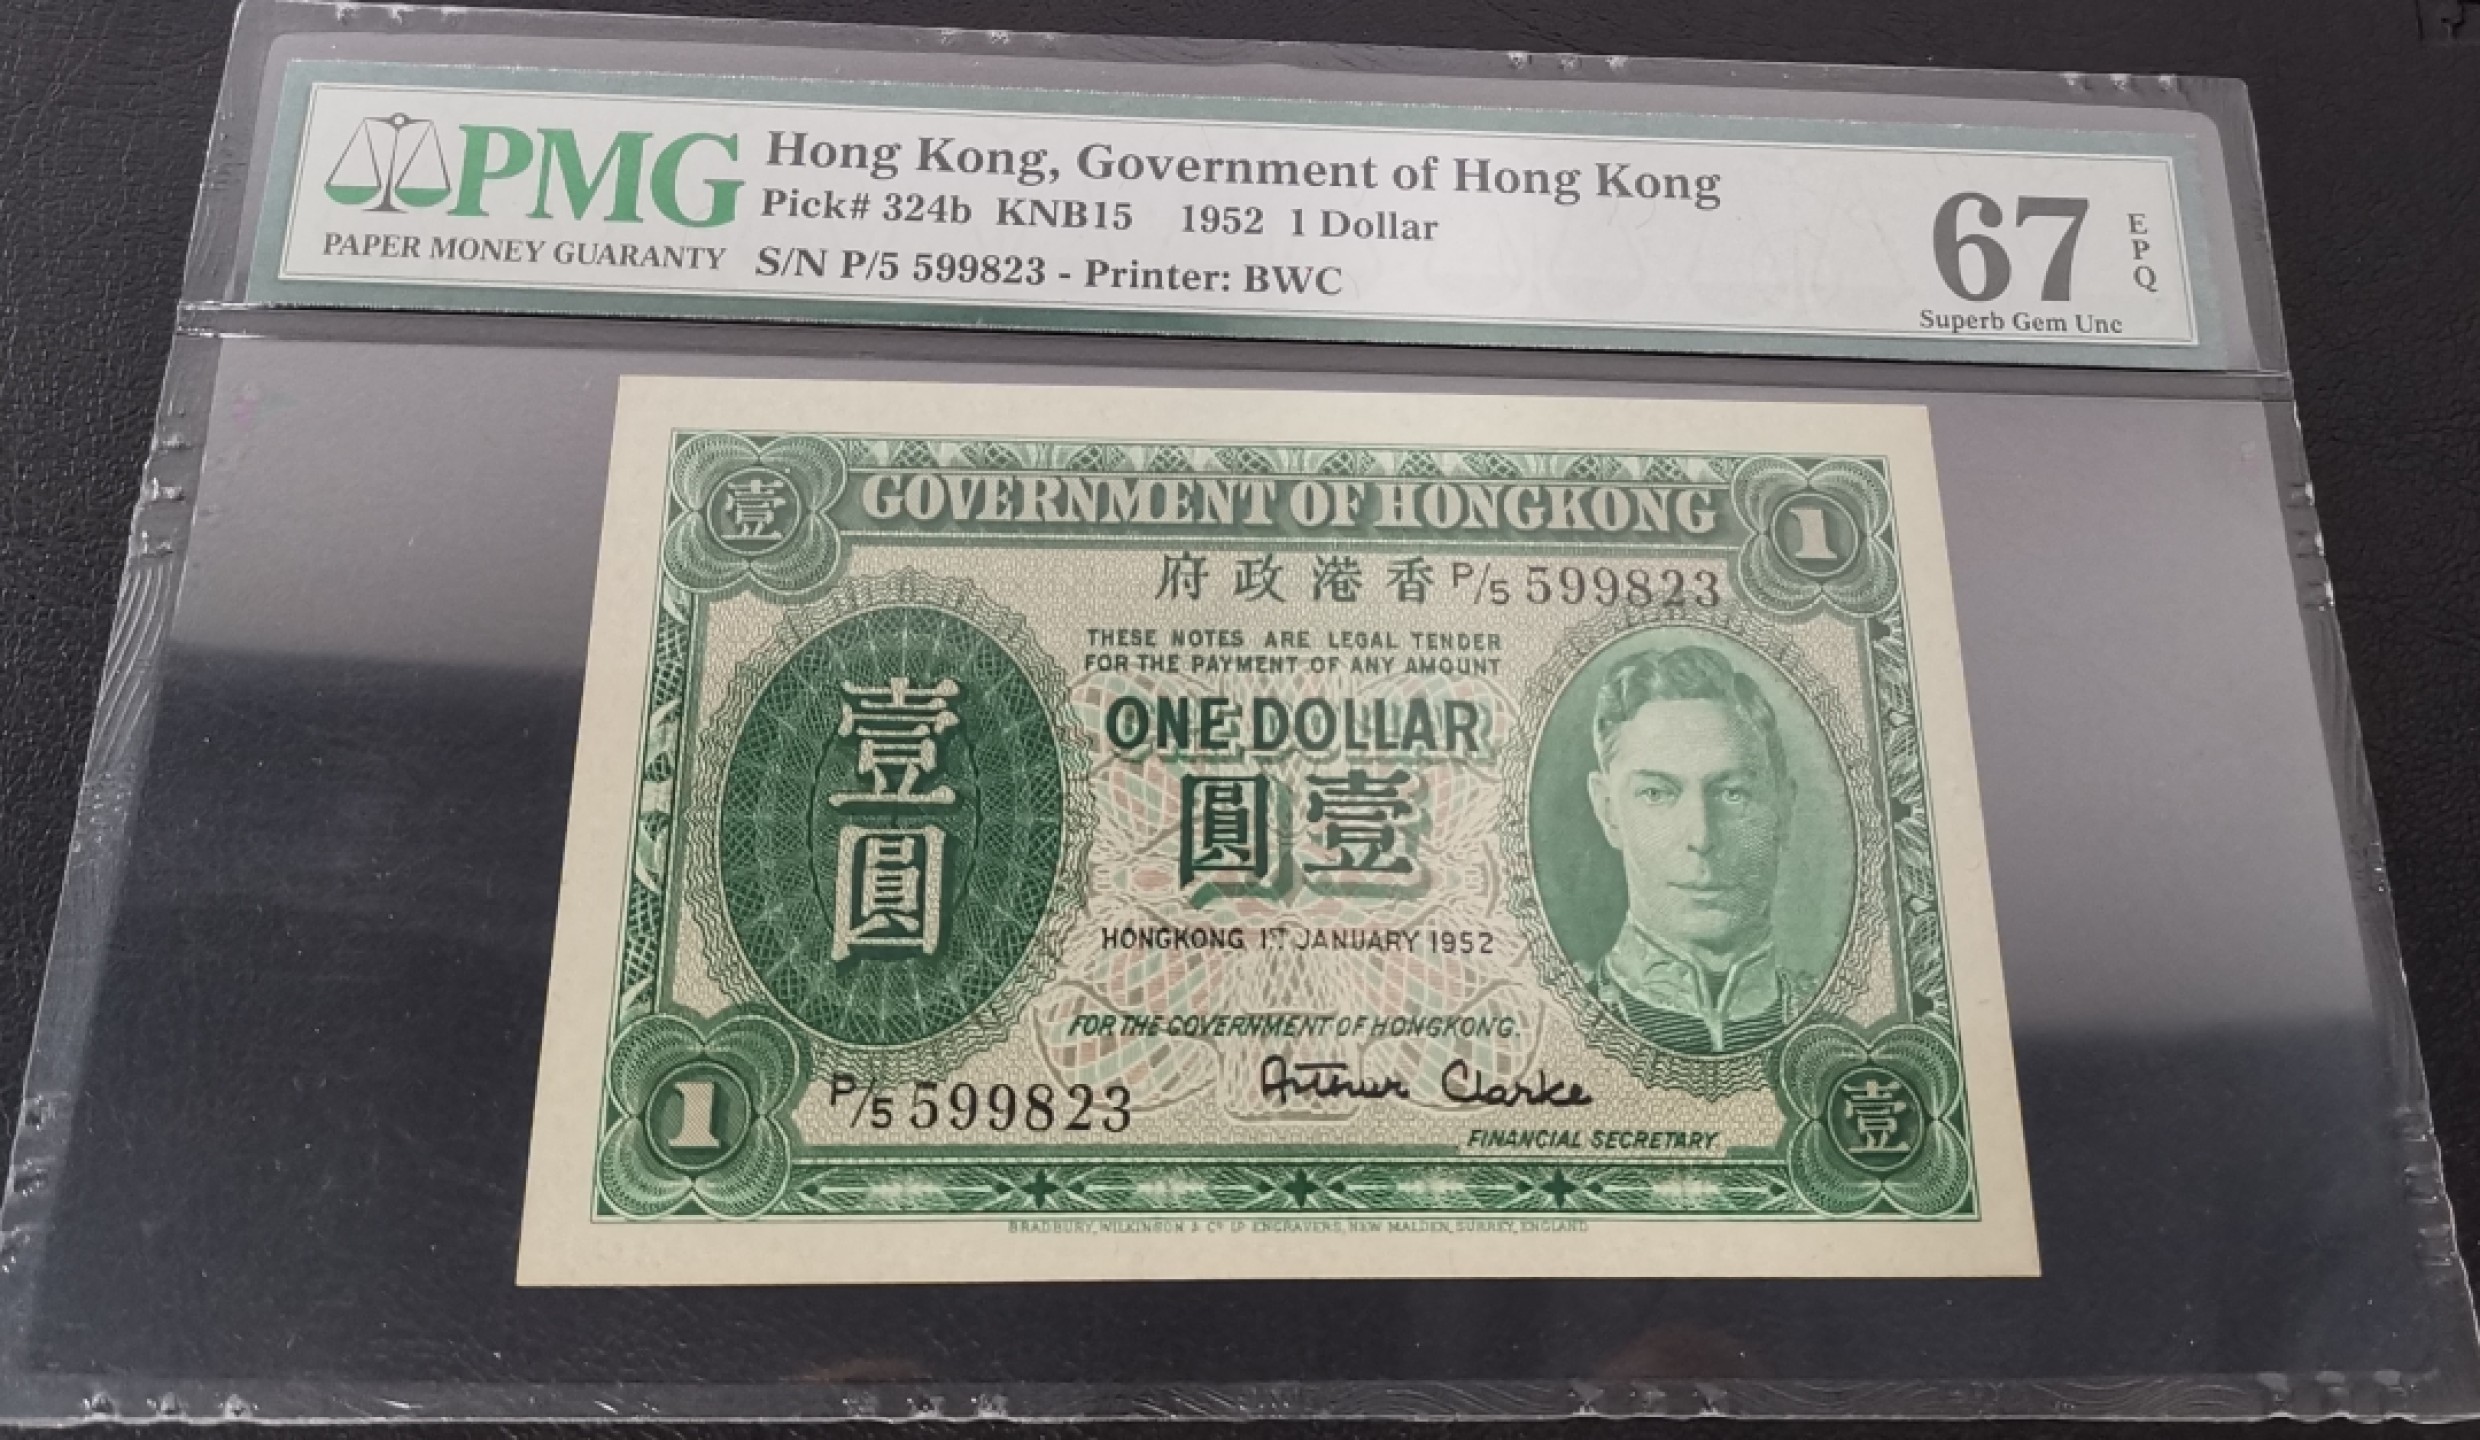 PMG
PAPER MONEY GUARANTY
Hong Kong, Government of Hong Kong
Pick# 324b KNB15 1952 1 Dollar
S/N P/5 599823 - Printer: BWC
67
EPQ
Superb Gem Unc
壹
GOVERNMENT OF HONGKONG
1
府政港香
P/5 599823
THESE NOTES ARE LEGAL TENDER
FOR THE PAYMENT OF ANY AMOUNT
ONE DOLLAR
圓壹
壹圓
HONGKONG 1ST JANUARY 1952
FOR THE GOVERNMENT OF HONGKONG.
Arthur Clarke
FINANCIAL SECRETARY.
P/5 599823
1
壹
BRADBURY, WILKINSON & Co LD ENGRAVERS, NEW MALDEN, SURREY, ENGLAND